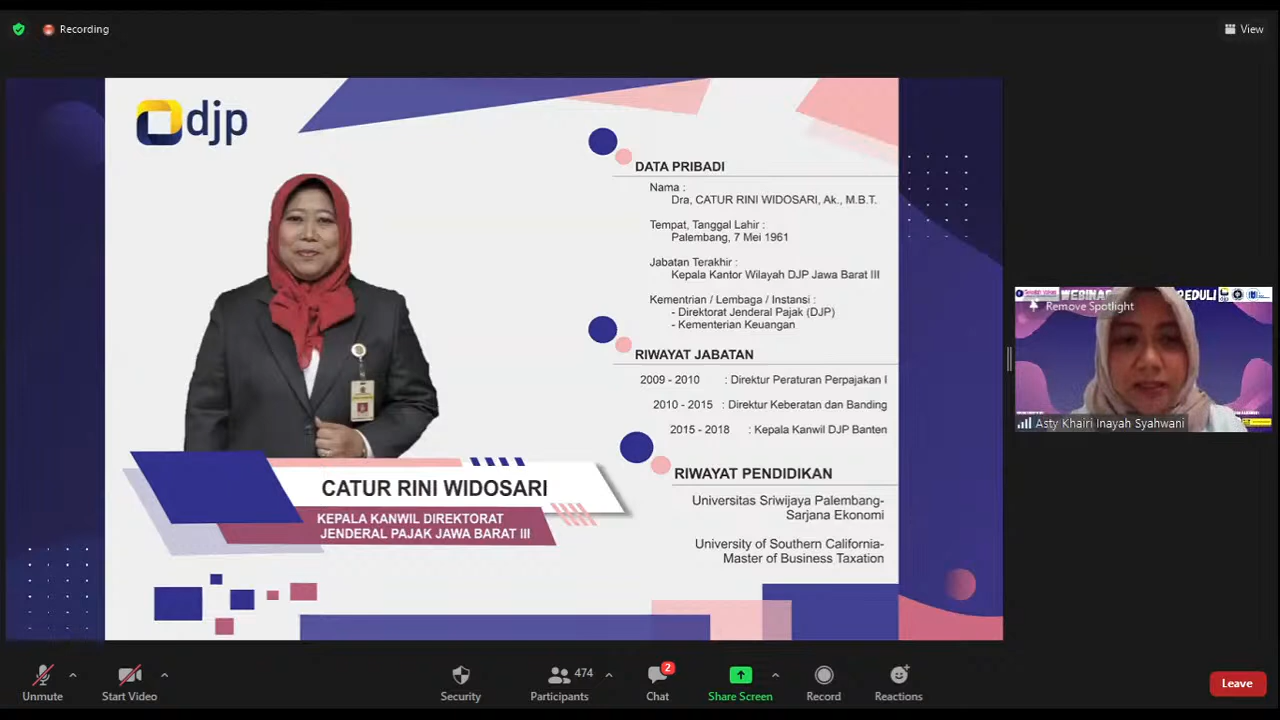 Recording
View
djp
DATA PRIBADI
Nama :
Dra, CATUR RINI WIDOSARI, Ak., M.B.T.
Tempat, Tanggal Lahir :
Palembang, 7 Mei 1961
Jabatan Terakhir :
Kepala Kantor Wilayah DJP Jawa Barat III
Kementrian / Lembaga / Instansi :
- Direktorat Jenderal Pajak (DJP)
- Kementerian Keuangan
RIWAYAT JABATAN
2009 - 2010 : Direktur Peraturan Perpajakan I
2010 - 2015 : Direktur Keberatan dan Banding
2015 - 2018 : Kepala Kanwil DJP Banten
RIWAYAT PENDIDIKAN
Universitas Sriwijaya Palembang-
Sarjana Ekonomi
University of Southern California-
Master of Business Taxation
CATUR RINI WIDOSARI
KEPALA KANWIL DIREKTORAT
JENDERAL PAJAK JAWA BARAT III
WEBINAR
Remove Spotlight
Asty Khairi Inayah Syahwani
Unmute
Start Video
Security
474
Participants
2
Chat
Share Screen
Record
Reactions
Leave